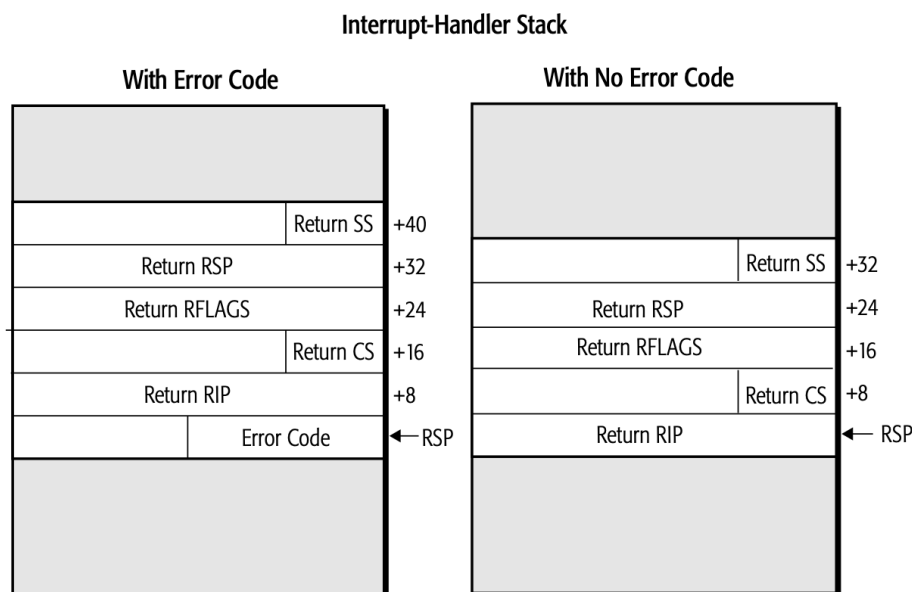 Interrupt-Handler Stack
With Error Code
Return SS +40
Return RSP +32
Return RFLAGS +24
Return CS +16
Return RIP +8
Error Code RSP
With No Error Code
Return SS +32
Return RSP +24
Return RFLAGS +16
Return CS +8
Return RIP RSP